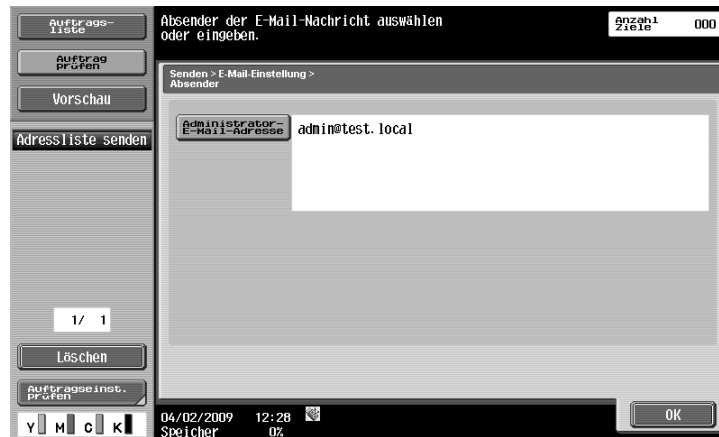 Auftrags-
liste
Absender der E-Mail-Nachricht auswählen
oder eingeben.
Anzahl
Ziele
000
Auftrag
prüfen
Senden > E-Mail-Einstellung >
Absender
Vorschau
Administrator-
E-Mail-Adresse
admin@test.local
Adressliste senden
1/ 1
Löschen
Auftragseinst.
prüfen
OK
Y M C K
04/02/2009 12:28
Speicher 0%